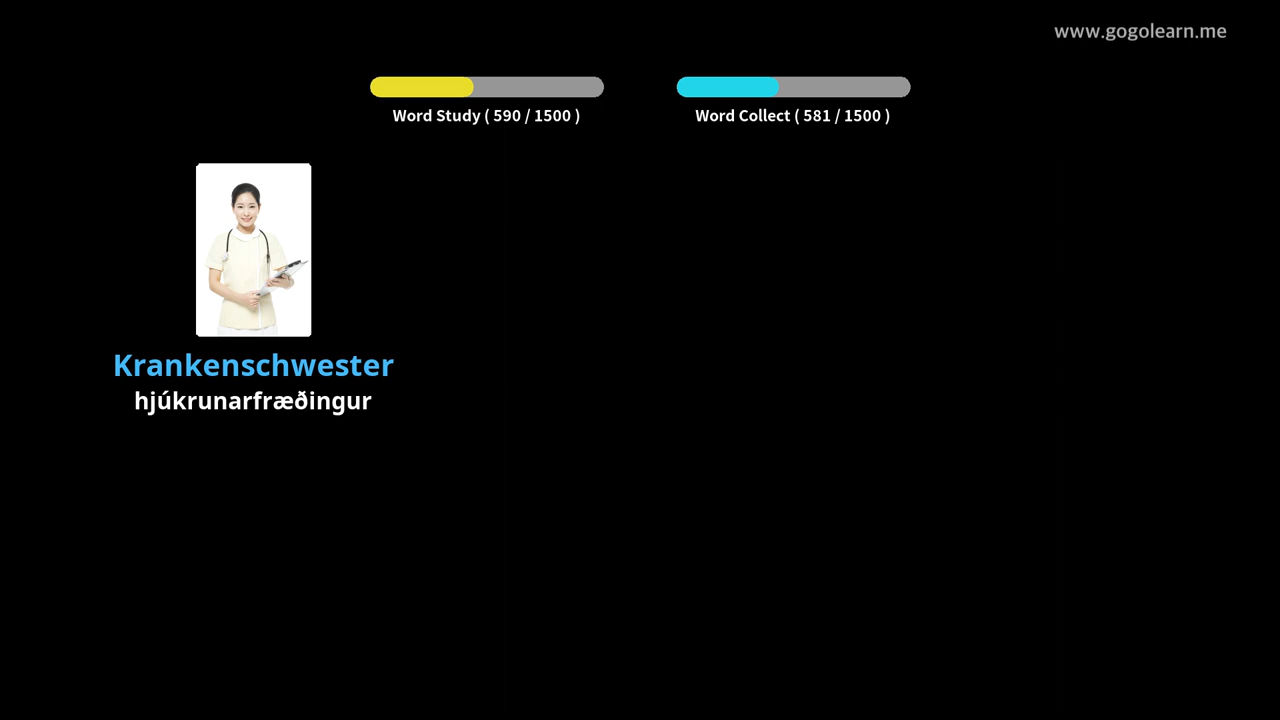 www.gogolearn.me
Word Study ( 590 / 1500 )
Word Collect ( 581 / 1500 )
Krankenschwester
hjúkrunarfræðingur